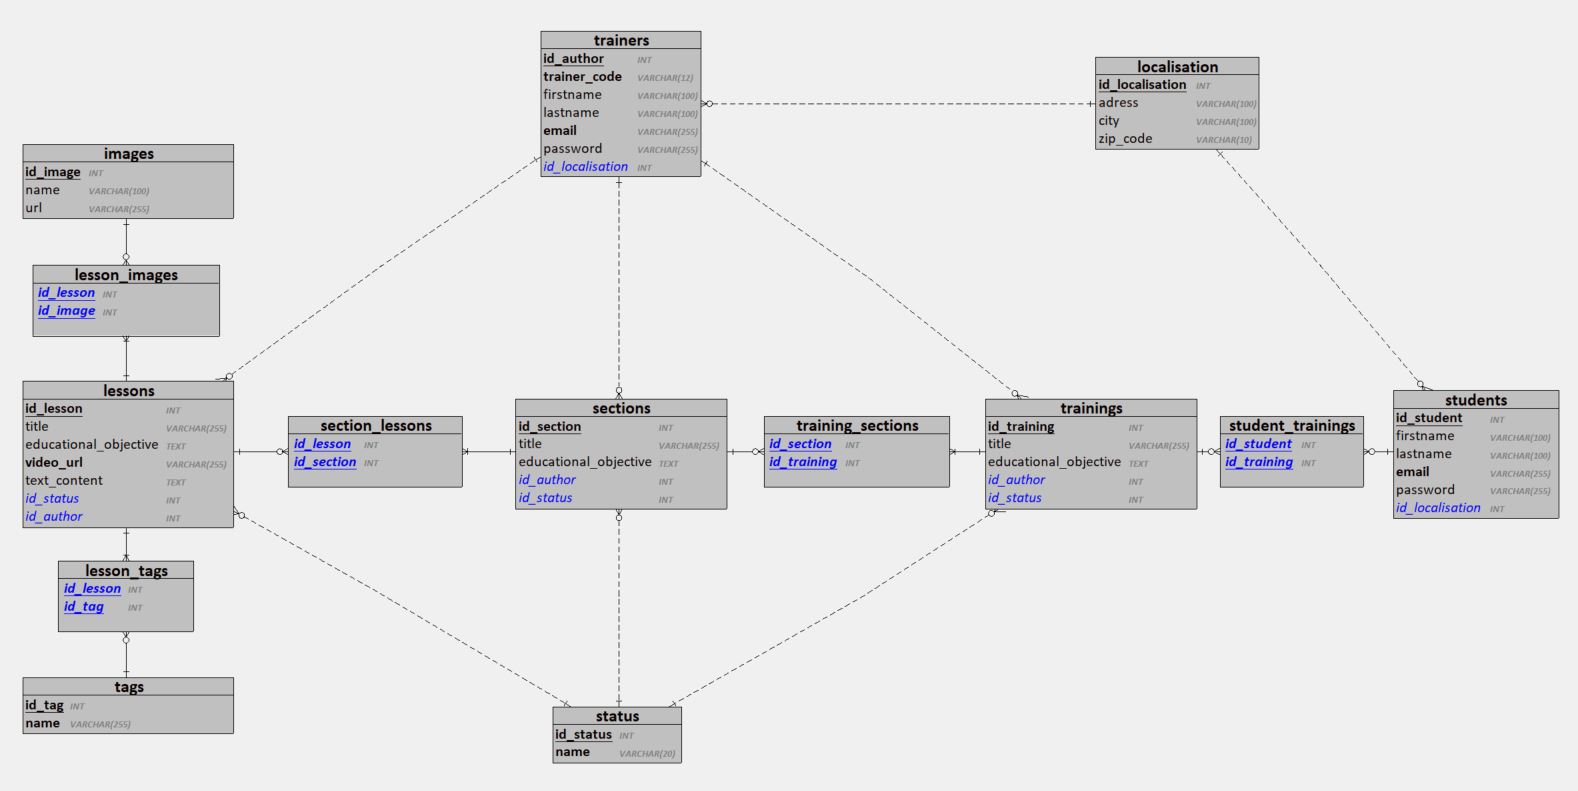 trainers
id_author INT
trainer_code VARCHAR(12)
firstname VARCHAR(100)
lastname VARCHAR(100)
email VARCHAR(255)
password VARCHAR(255)
id_localisation INT
localisation
id_localisation INT
adress VARCHAR(100)
city VARCHAR(100)
zip_code VARCHAR(10)
images
id_image INT
name VARCHAR(100)
url VARCHAR(255)
lesson_images
id_lesson INT
id_image INT
lessons
id_lesson INT
title VARCHAR(255)
educational_objective TEXT
video_url VARCHAR(255)
text_content TEXT
id_status INT
id_author INT
section_lessons
id_lesson INT
id_section INT
sections
id_section INT
title VARCHAR(255)
educational_objective TEXT
id_author INT
id_status INT
training_sections
id_section INT
id_training INT
trainings
id_training INT
title VARCHAR(255)
educational_objective TEXT
id_author INT
id_status INT
student_trainings
id_student INT
id_training INT
students
id_student INT
firstname VARCHAR(100)
lastname VARCHAR(100)
email VARCHAR(255)
password VARCHAR(255)
id_localisation INT
lesson_tags
id_lesson INT
id_tag INT
tags
id_tag INT
name VARCHAR(255)
status
id_status INT
name VARCHAR(20)